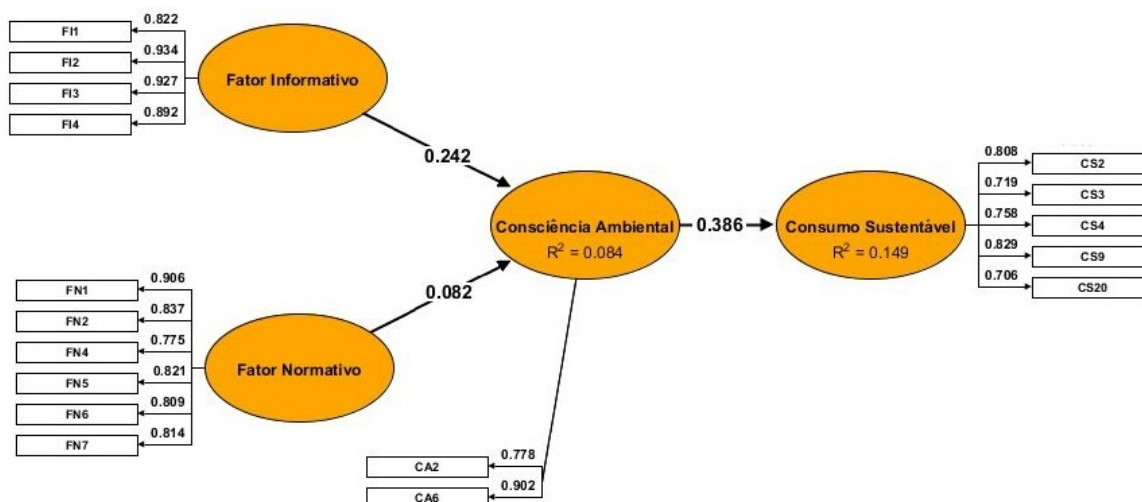 0.822
FI1
0.934
FI2
0.927
FI3
0.892
FI4
Fator Informativo
0.242
0.906
FN1
0.837
FN2
0.775
FN4
0.821
FN5
0.809
FN6
0.814
FN7
Fator Normativo
0.082
Consciência Ambiental
R² = 0.084
0.778
CA2
0.902
CA6
0.386
Consumo Sustentável
R² = 0.149
0.808
CS2
0.719
CS3
0.758
CS4
0.829
CS9
0.706
CS20